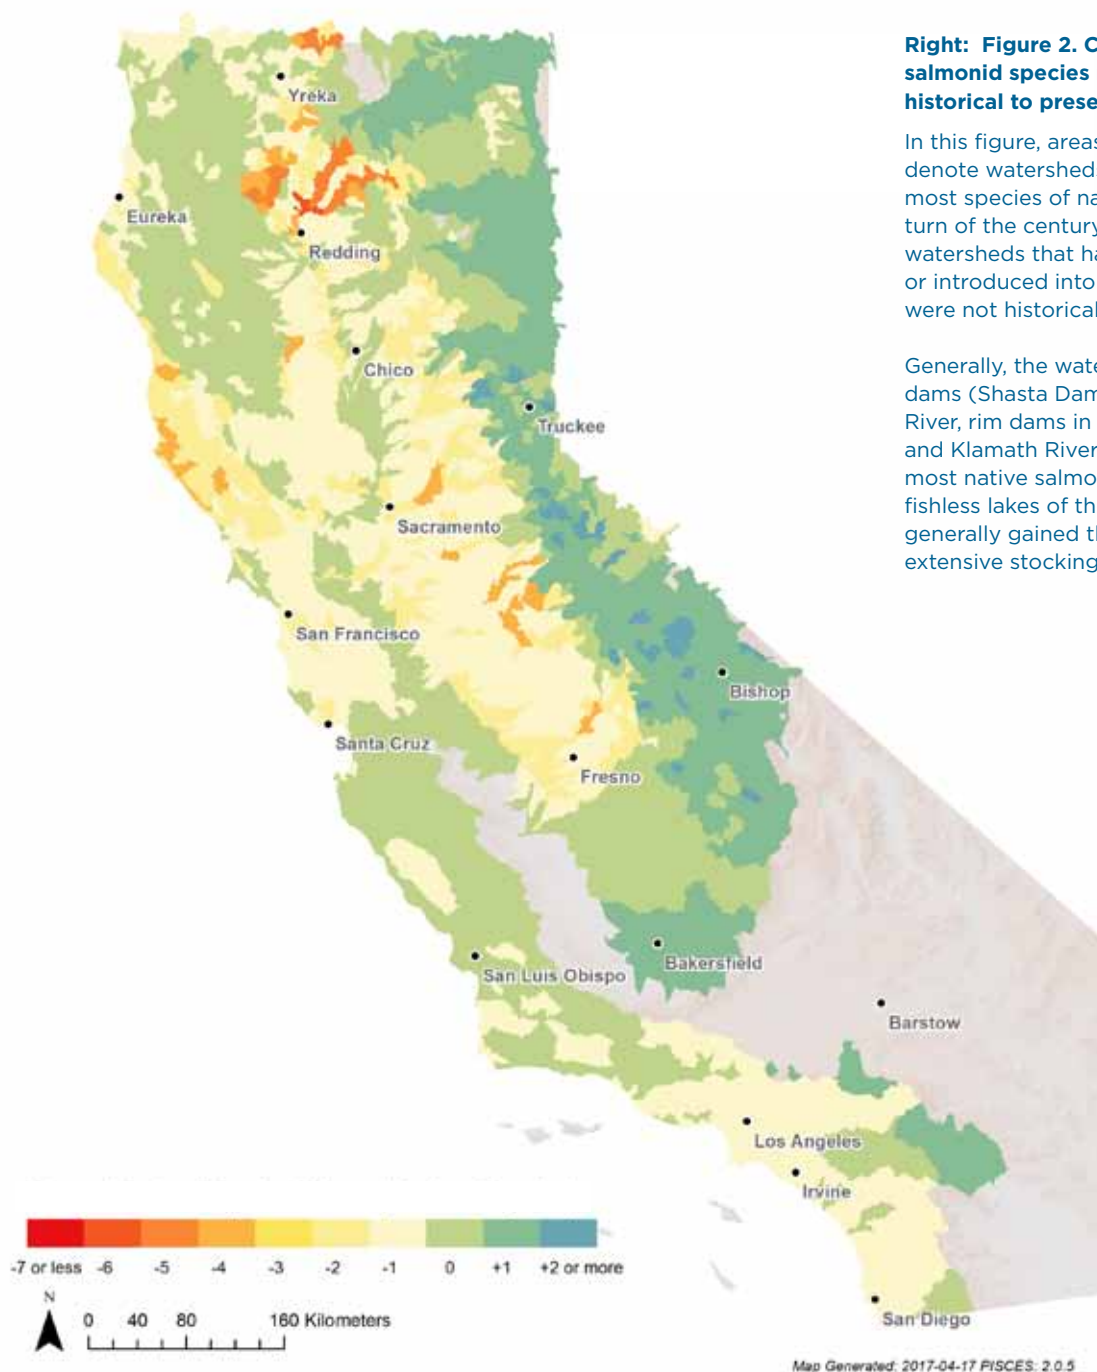 Right: Figure 2. C
salmonid species
historical to prese
In this figure, areas
denote watersheds
most species of na
turn of the century
watersheds that ha
or introduced into
were not historical
Generally, the wate
dams (Shasta Dam
River, rim dams in
and Klamath River
most native salmo
fishless lakes of th
generally gained th
extensive stocking
Yreka
Eureka
Redding
Chico
Truckee
Sacramento
San Francisco
Bishop
Santa Cruz
Fresno
San Luis Obispo
Bakersfield
Barstow
Los Angeles
Irvine
San Diego
-7 or less -6 -5 -4 -3 -2 -1 0 +1 +2 or more
N
0 40 80 160 Kilometers
Map Generated: 2017-04-17 PISCES: 2.0.5